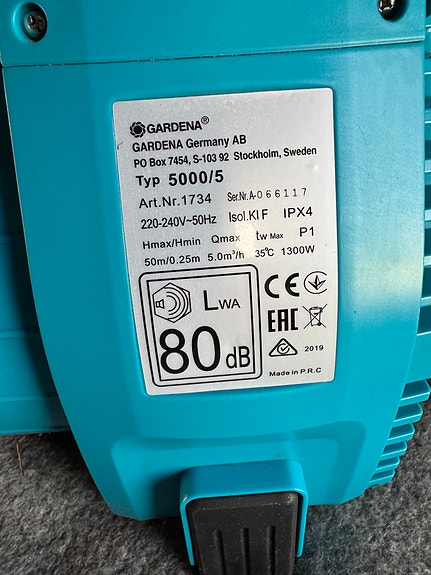 GARDENA®
GARDENA Germany AB
PO Box 7454, S-103 92 Stockholm, Sweden
Typ 5000/5
Art.Nr.1734 Ser.Nr.A-066117
220-240V~50Hz Isol.Kl F IPX4
Hmax/Hmin Qmax tw Max P1
50m/0.25m 5.0m³/h 35℃ 1300W
LWA
80 dB
CE
EAC
2019
Made in P.R.C